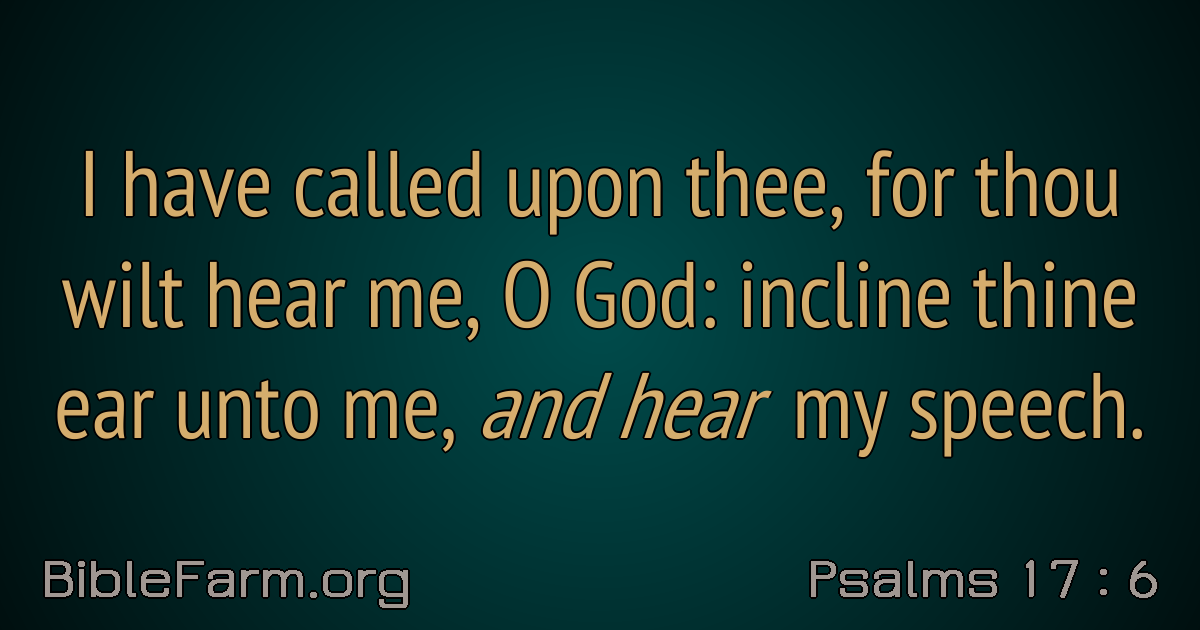 I have called upon thee, for thou
wilt hear me, O God: incline thine
ear unto me, and hear my speech.
BibleFarm.org
Psalms 17 : 6